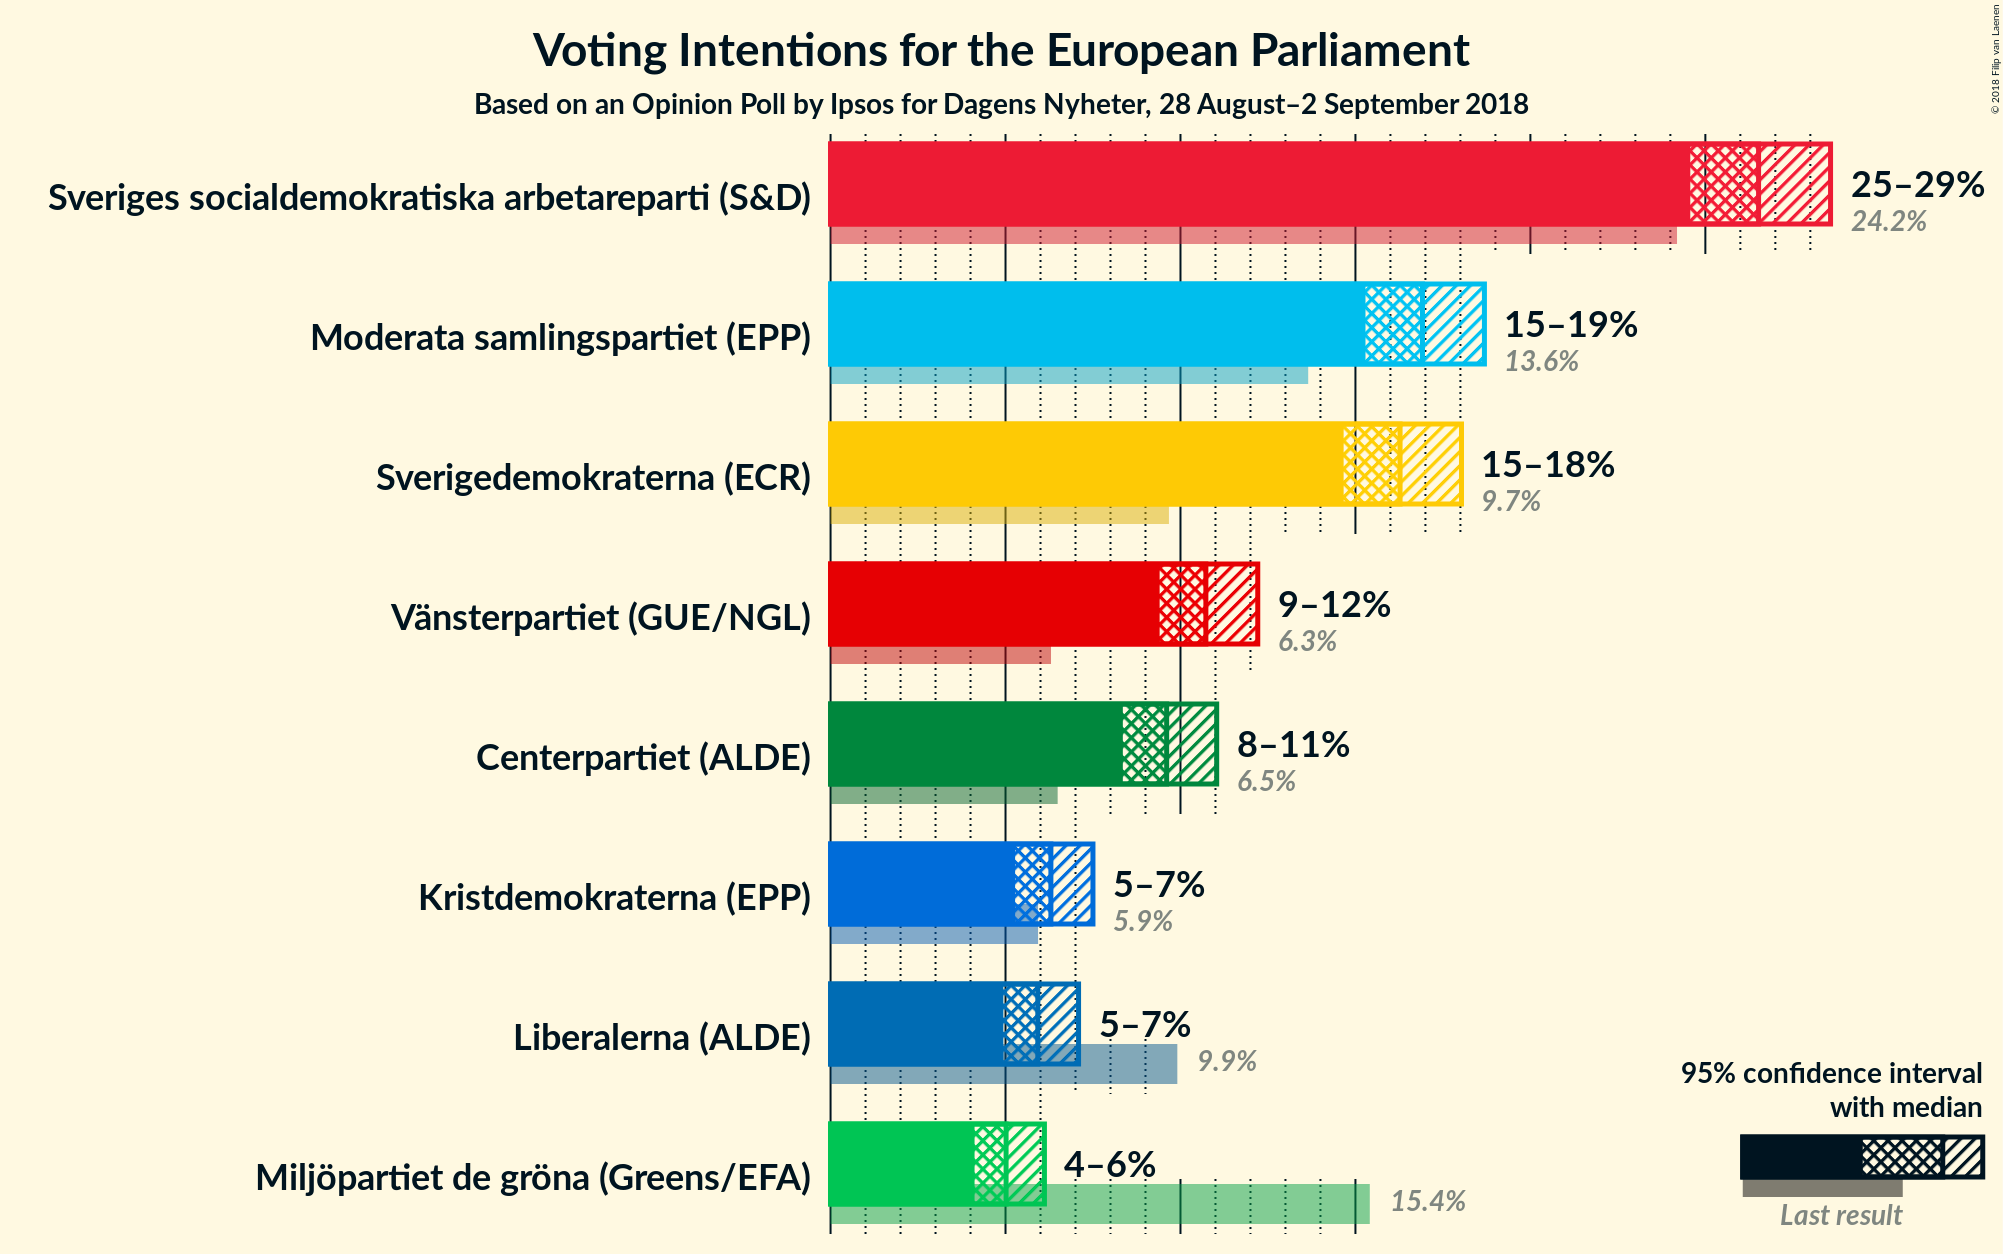 Voting Intentions for the European Parliament
Based on an Opinion Poll by Ipsos for Dagens Nyheter, 28 August–2 September 2018
© 2018 Filip van Laenen
Sveriges socialdemokratiska arbetareparti (S&D)
25–29%
24.2%
Moderata samlingspartiet (EPP)
15–19%
13.6%
Sverigedemokraterna (ECR)
15–18%
9.7%
Vänsterpartiet (GUE/NGL)
9–12%
6.3%
Centerpartiet (ALDE)
8–11%
6.5%
Kristdemokraterna (EPP)
5–7%
5.9%
Liberalerna (ALDE)
5–7%
9.9%
Miljöpartiet de gröna (Greens/EFA)
4–6%
15.4%
95% confidence interval
with median
Last result